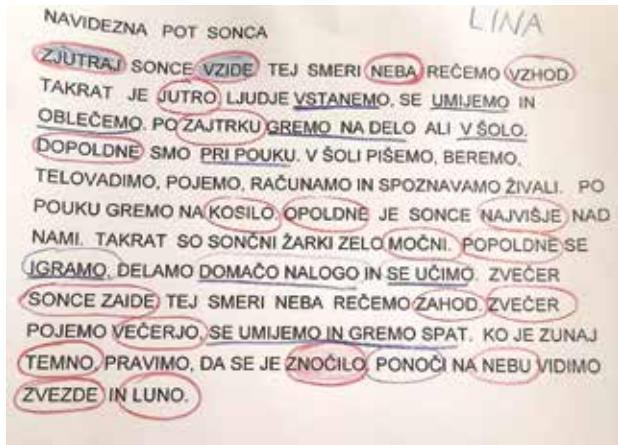 LINA
NAVIDEZNA POT SONCA
ZJUTRAJ SONCE VZIDE TEJ SMERI NEBA REČEMO VZHOD
TAKRAT JE JUTRO LJUDJE VSTANEMO, SE UMIJEMO IN
OBLEČEMO. PO ZAJTRKU GREMO NA DELO ALI V ŠOLO.
DOPOLDNE SMO PRI POUKU. V ŠOLI PIŠEMO, BEREMO,
TELOVADIMO, POJEMO, RAČUNAMO IN SPOZNAVAMO ŽIVALI. PO
POUKU GREMO NA KOSILO. OPOLDNE JE SONCE NAJVIŠJE NAD
NAMI. TAKRAT SO SONČNI ŽARKI ZELO MOČNI. POPOLDNE SE
IGRAMO, DELAMO DOMAČO NALOGO IN SE UČIMO. ZVEČER
SONCE ZAIDE, TEJ SMERI NEBA REČEMO ZAHOD. ZVEČER
POJEMO VEČERJO, SE UMIJEMO IN GREMO SPAT. KO JE ZUNAJ
TEMNO, PRAVIMO, DA SE JE ZNOČILO. PONOČI NA NEBU VIDIMO
ZVEZDE IN LUNO.